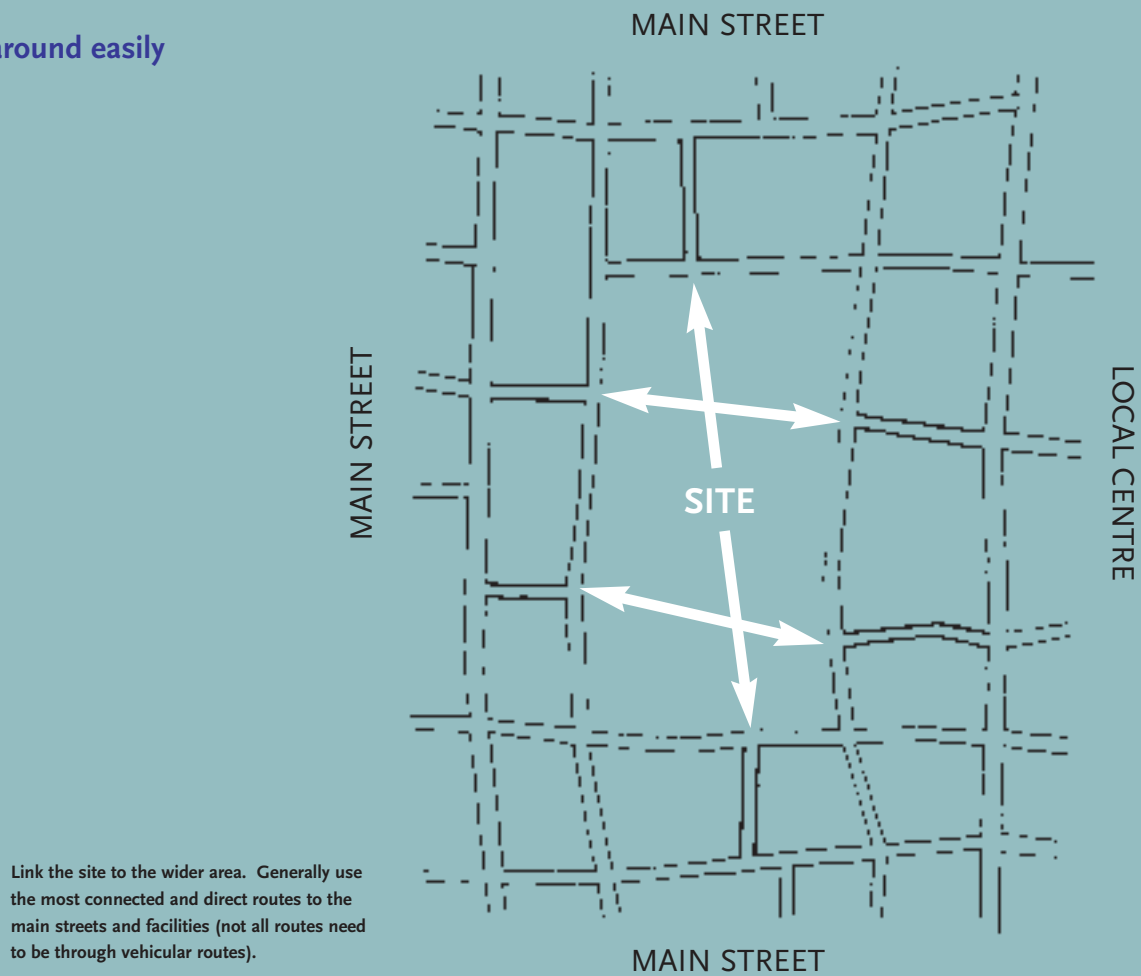 around easily
MAIN STREET
MAIN STREET
LOCAL CENTRE
SITE
Link the site to the wider area. Generally use
the most connected and direct routes to the
main streets and facilities (not all routes need
to be through vehicular routes).
MAIN STREET